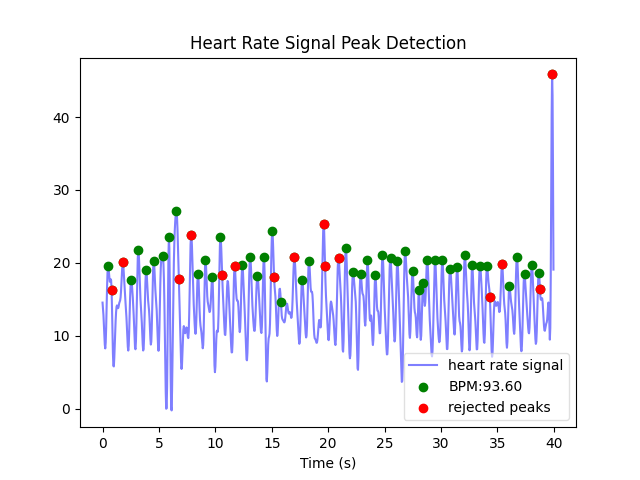 Heart Rate Signal Peak Detection
40
30
20
10
0
heart rate signal
BPM:93.60
rejected peaks
0 5 10 15 20 25 30 35 40
Time (s)